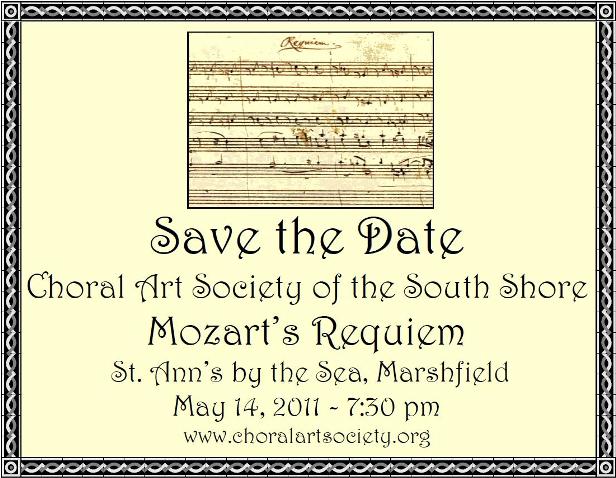 Requiem.
Save the Date
Choral Art Society of the South Shore
Mozart's Requiem
St. Ann's by the Sea, Marshfield
May 14, 2011 - 7:30 pm
www.choralartsociety.org